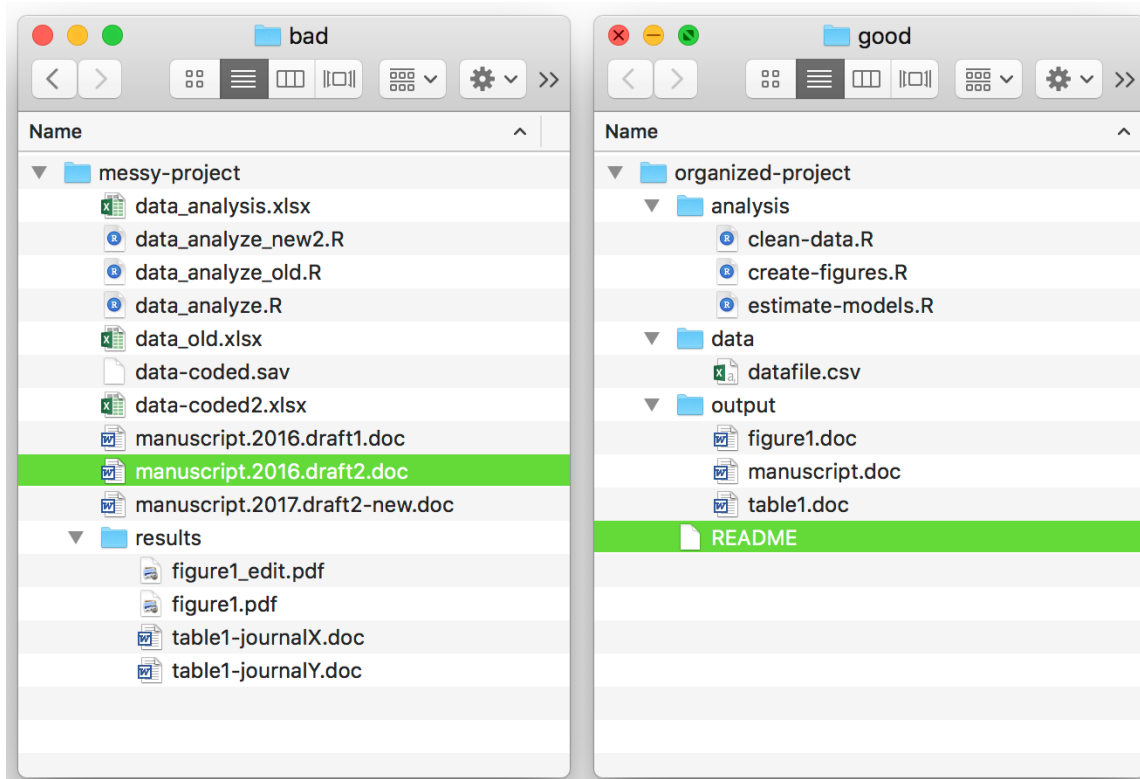 bad
Name
messy-project
data_analysis.xlsx
data_analyze_new2.R
data_analyze_old.R
data_analyze.R
data_old.xlsx
data-coded.sav
data-coded2.xlsx
manuscript.2016.draft1.doc
manuscript.2016.draft2.doc
manuscript.2017.draft2-new.doc
results
figure1_edit.pdf
figure1.pdf
table1-journalX.doc
table1-journalY.doc
good
Name
organized-project
analysis
clean-data.R
create-figures.R
estimate-models.R
data
datafile.csv
output
figure1.doc
manuscript.doc
table1.doc
README